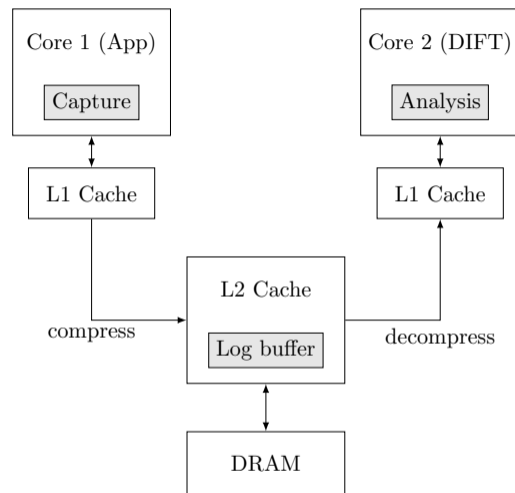 Core 1 (App)
Capture
Core 2 (DIFT)
Analysis
L1 Cache
L1 Cache
L2 Cache
Log buffer
compress
decompress
DRAM